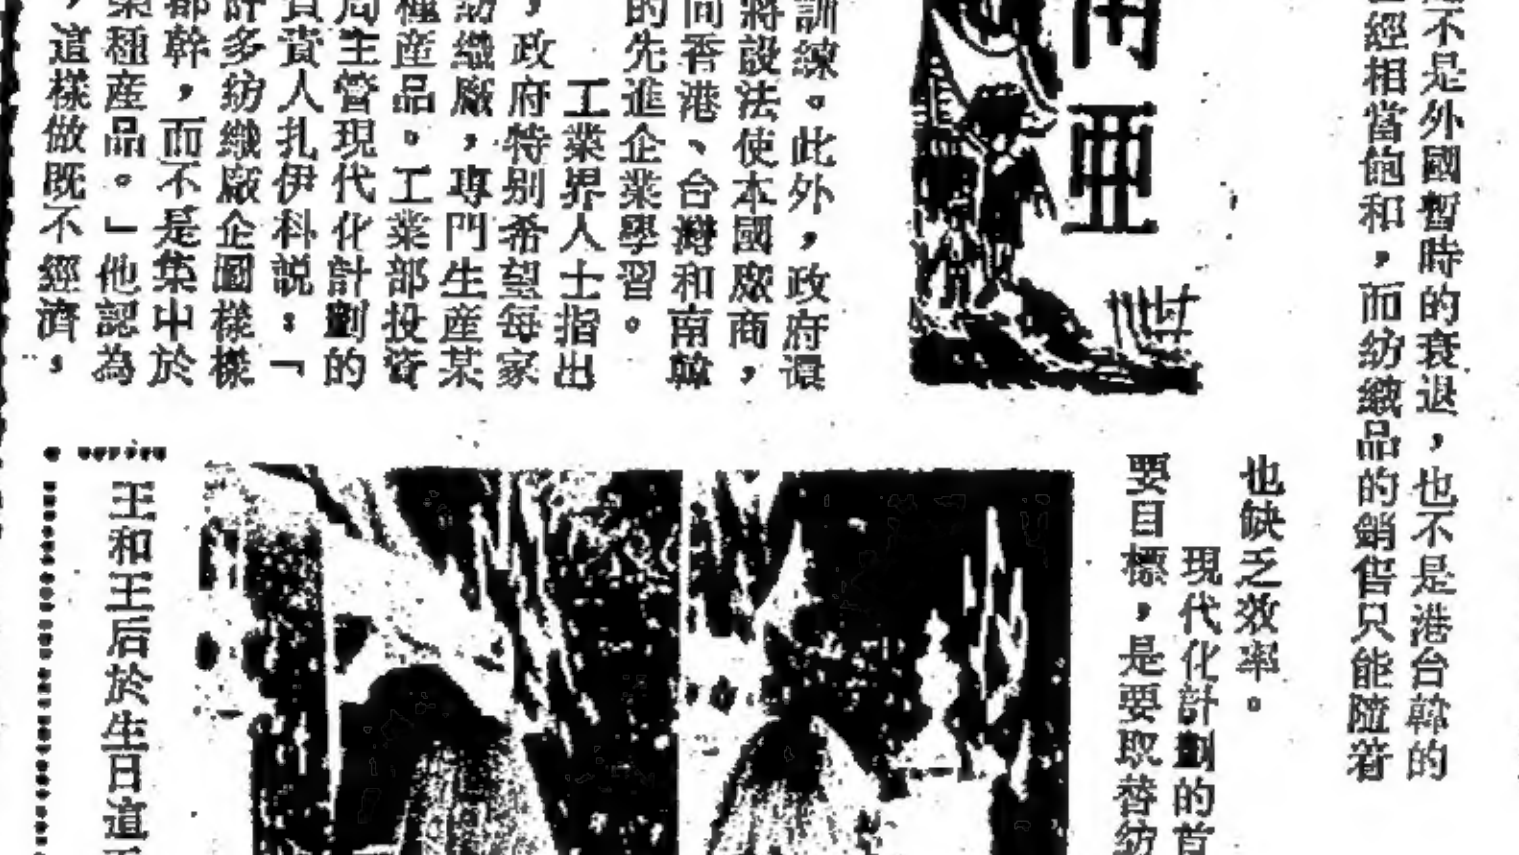 不是外國暫時的衰退,也不是港台韓的
經相當飽和,而紡織品的銷售只能隨着
亜
也缺乏效率。
現代化計劃的首
要目標,是要取替紡
訓練。此外,政府還
將設法使本國廠商,
向香港、台灣和南韓
的先進企業學習。
工業界人士指出
,政府特别希望每家
紡織廠,專門生産某
種産品。工業部投資
局主管現代化計劃的
負責人扎伊科説:「
許多紡織廠企圖樣樣
都幹,而不是集中於
某種産品。」他認為
,這樣做既不經濟,
王和王后於生日道